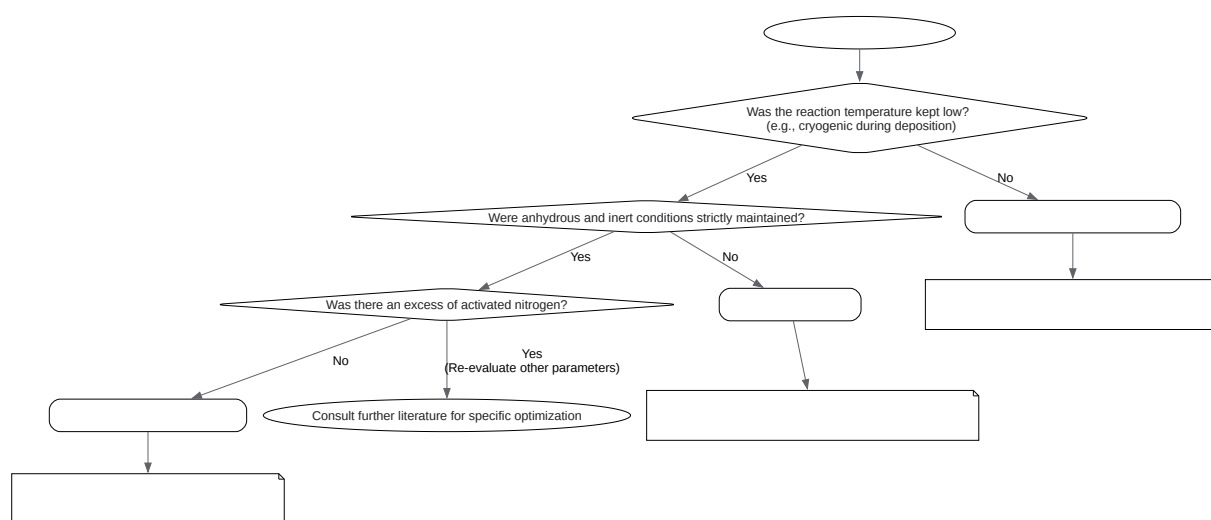 Was the reaction temperature kept low?
(e.g., cryogenic during deposition)
Yes
No
Were anhydrous and inert conditions strictly maintained?
Yes
No
Was there an excess of activated nitrogen?
No
Yes
(Re-evaluate other parameters)
Consult further literature for specific optimization